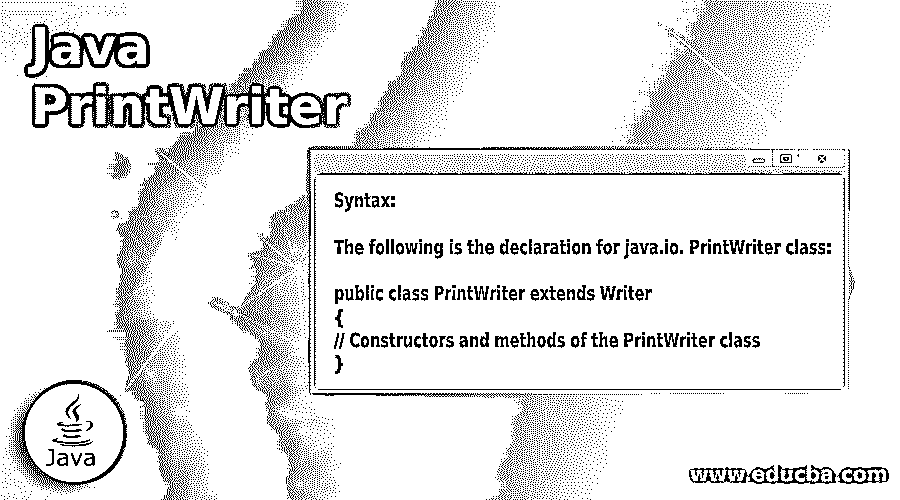 Java
PrintWriter
Syntax:
The following is the declaration for java.io. PrintWriter class:
public class PrintWriter extends Writer
{
// Constructors and methods of the PrintWriter class
}
Java
www.educba.com